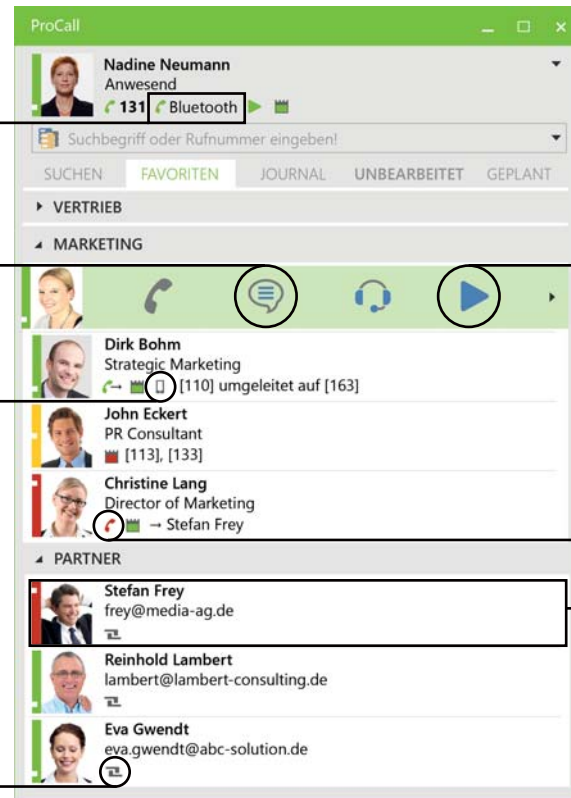 ProCall
Nadine Neumann
Anwesend
131 Bluetooth
Suchbegriff oder Rufnummer eingeben!
SUCHEN FAVORITEN JOURNAL UNBEARBEITET GEPLANT
VERTRIEB
MARKETING
Dirk Bohm
Strategic Marketing
[110] umgeleitet auf [163]
John Eckert
PR Consultant
[113], [133]
Christine Lang
Director of Marketing
→ Stefan Frey
PARTNER
Stefan Frey
frey@media-ag.de
Reinhold Lambert
lambert@lambert-consulting.de
Eva Gwendt
eva.gwendt@abc-solution.de